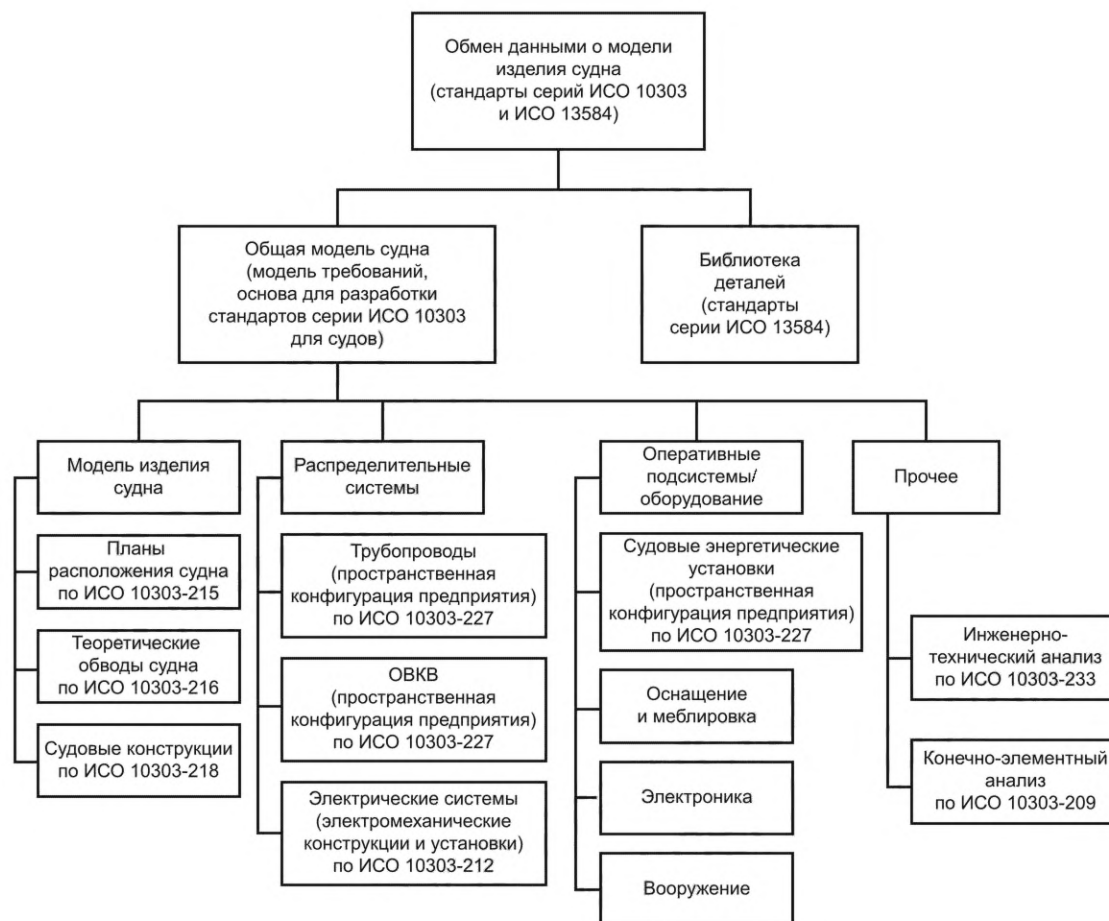 Обмен данными о модели
изделия судна
(стандарты серий ИСО 10303
и ИСО 13584)
Общая модель судна
(модель требований,
основа для разработки
стандартов серии ИСО 10303
для судов)
Библиотека
деталей
(стандарты
серии ИСО 13584)
Модель изделия
судна
Планы
расположения судна
по ИСО 10303-215
Теоретические
обводы судна
по ИСО 10303-216
Судовые конструкции
по ИСО 10303-218
Распределительные
системы
Трубопроводы
(пространственная
конфигурация предприятия)
по ИСО 10303-227
ОВКВ
(пространственная
конфигурация предприятия)
по ИСО 10303-227
Электрические системы
(электромеханические
конструкции и установки)
по ИСО 10303-212
Оперативные
подсистемы/
оборудование
Судовые энергетические
установки
(пространственная
конфигурация предприятия)
по ИСО 10303-227
Оснащение
и меблировка
Электроника
Вооружение
Прочее
Инженерно-
технический анализ
по ИСО 10303-233
Конечно-элементный
анализ
по ИСО 10303-209